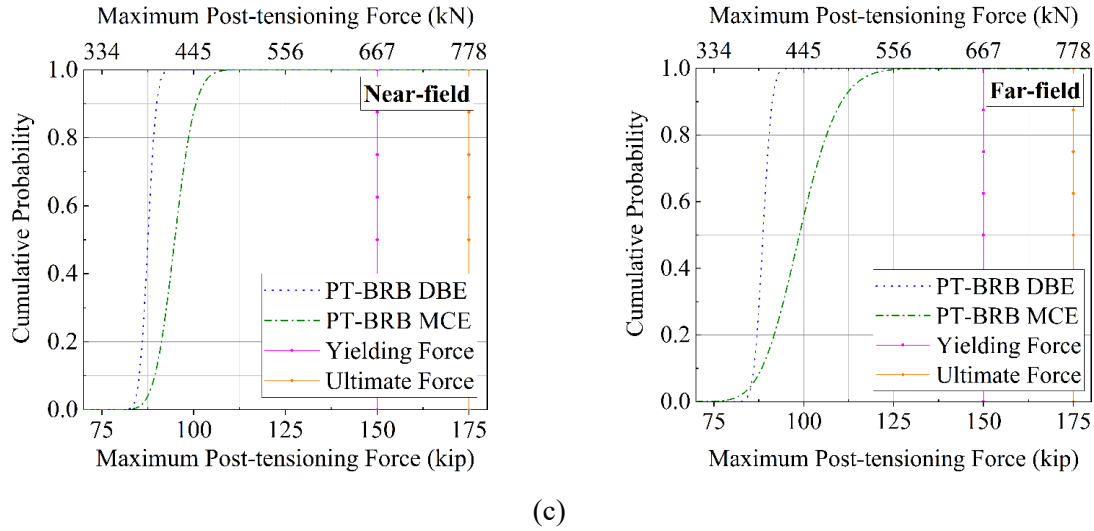 Maximum Post-tensioning Force (kN)
334 445 556 667 778
1.0
0.8
0.6
0.4
0.2
0.0
Cumulative Probability
Near-field
PT-BRB DBE
PT-BRB MCE
Yielding Force
Ultimate Force
75 100 125 150 175
Maximum Post-tensioning Force (kip)
Maximum Post-tensioning Force (kN)
334 445 556 667 778
1.0
0.8
0.6
0.4
0.2
0.0
Cumulative Probability
Far-field
PT-BRB DBE
PT-BRB MCE
Yielding Force
Ultimate Force
75 100 125 150 175
Maximum Post-tensioning Force (kip)
(c)